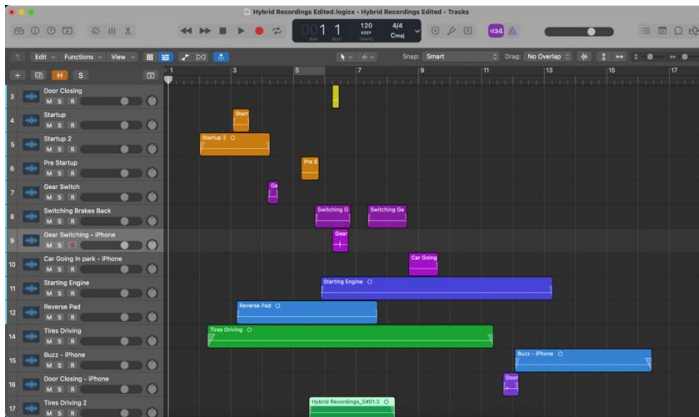 Hybrid Recordings Edited.logicx - Hybrid Recordings Edited - Tracks
1 1 120 4/4
KEEP Cmaj
1234
Edit Functions View Snap: Smart Drag: No Overlap
H S 1 3 5 7 9 11 13 15
3 Door Closing
M S R
4 Startup
M S R
Start
5 Startup 2
M S R
Startup 2
6 Pre Startup
M S R
Pre S
7 Gear Switch
M S R
Ge
8 Switching Brakes Back
M S R
Switching G Switching Ge
9 Gear Switching - iPhone
M S R
Gear
10 Car Going In park - iPhone
M S R
Car Going
11 Starting Engine
M S R
Starting Engine
12 Reverse Pad
M S R
Reverse Pad
14 Tires Driving
M S R
Tires Driving
15 Buzz - iPhone
M S R
Buzz - iPhone
16 Door Closing - iPhone
M S R
Door
17 Tires Driving 2
M S R
Hybrid Recordings_S#01.3